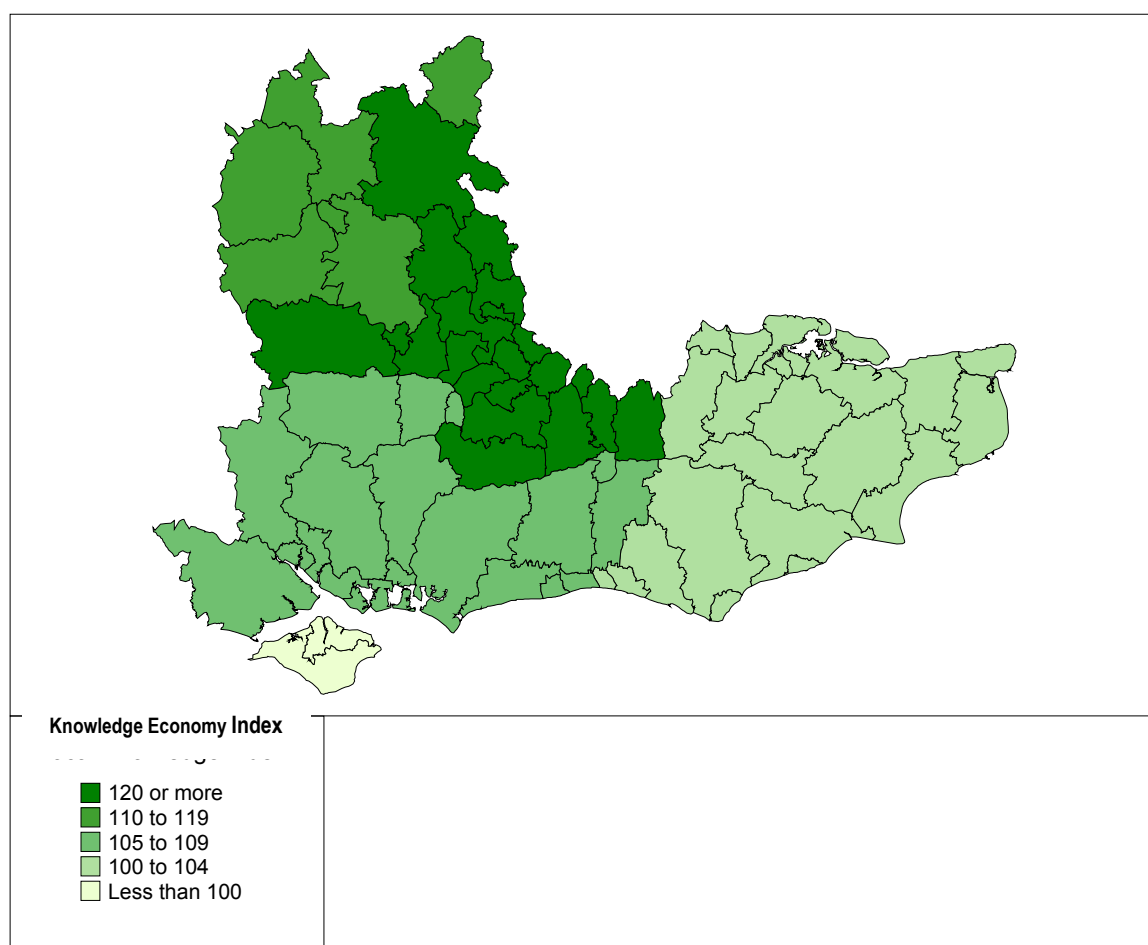 Knowledge Economy Index
120 or more
110 to 119
105 to 109
100 to 104
Less than 100